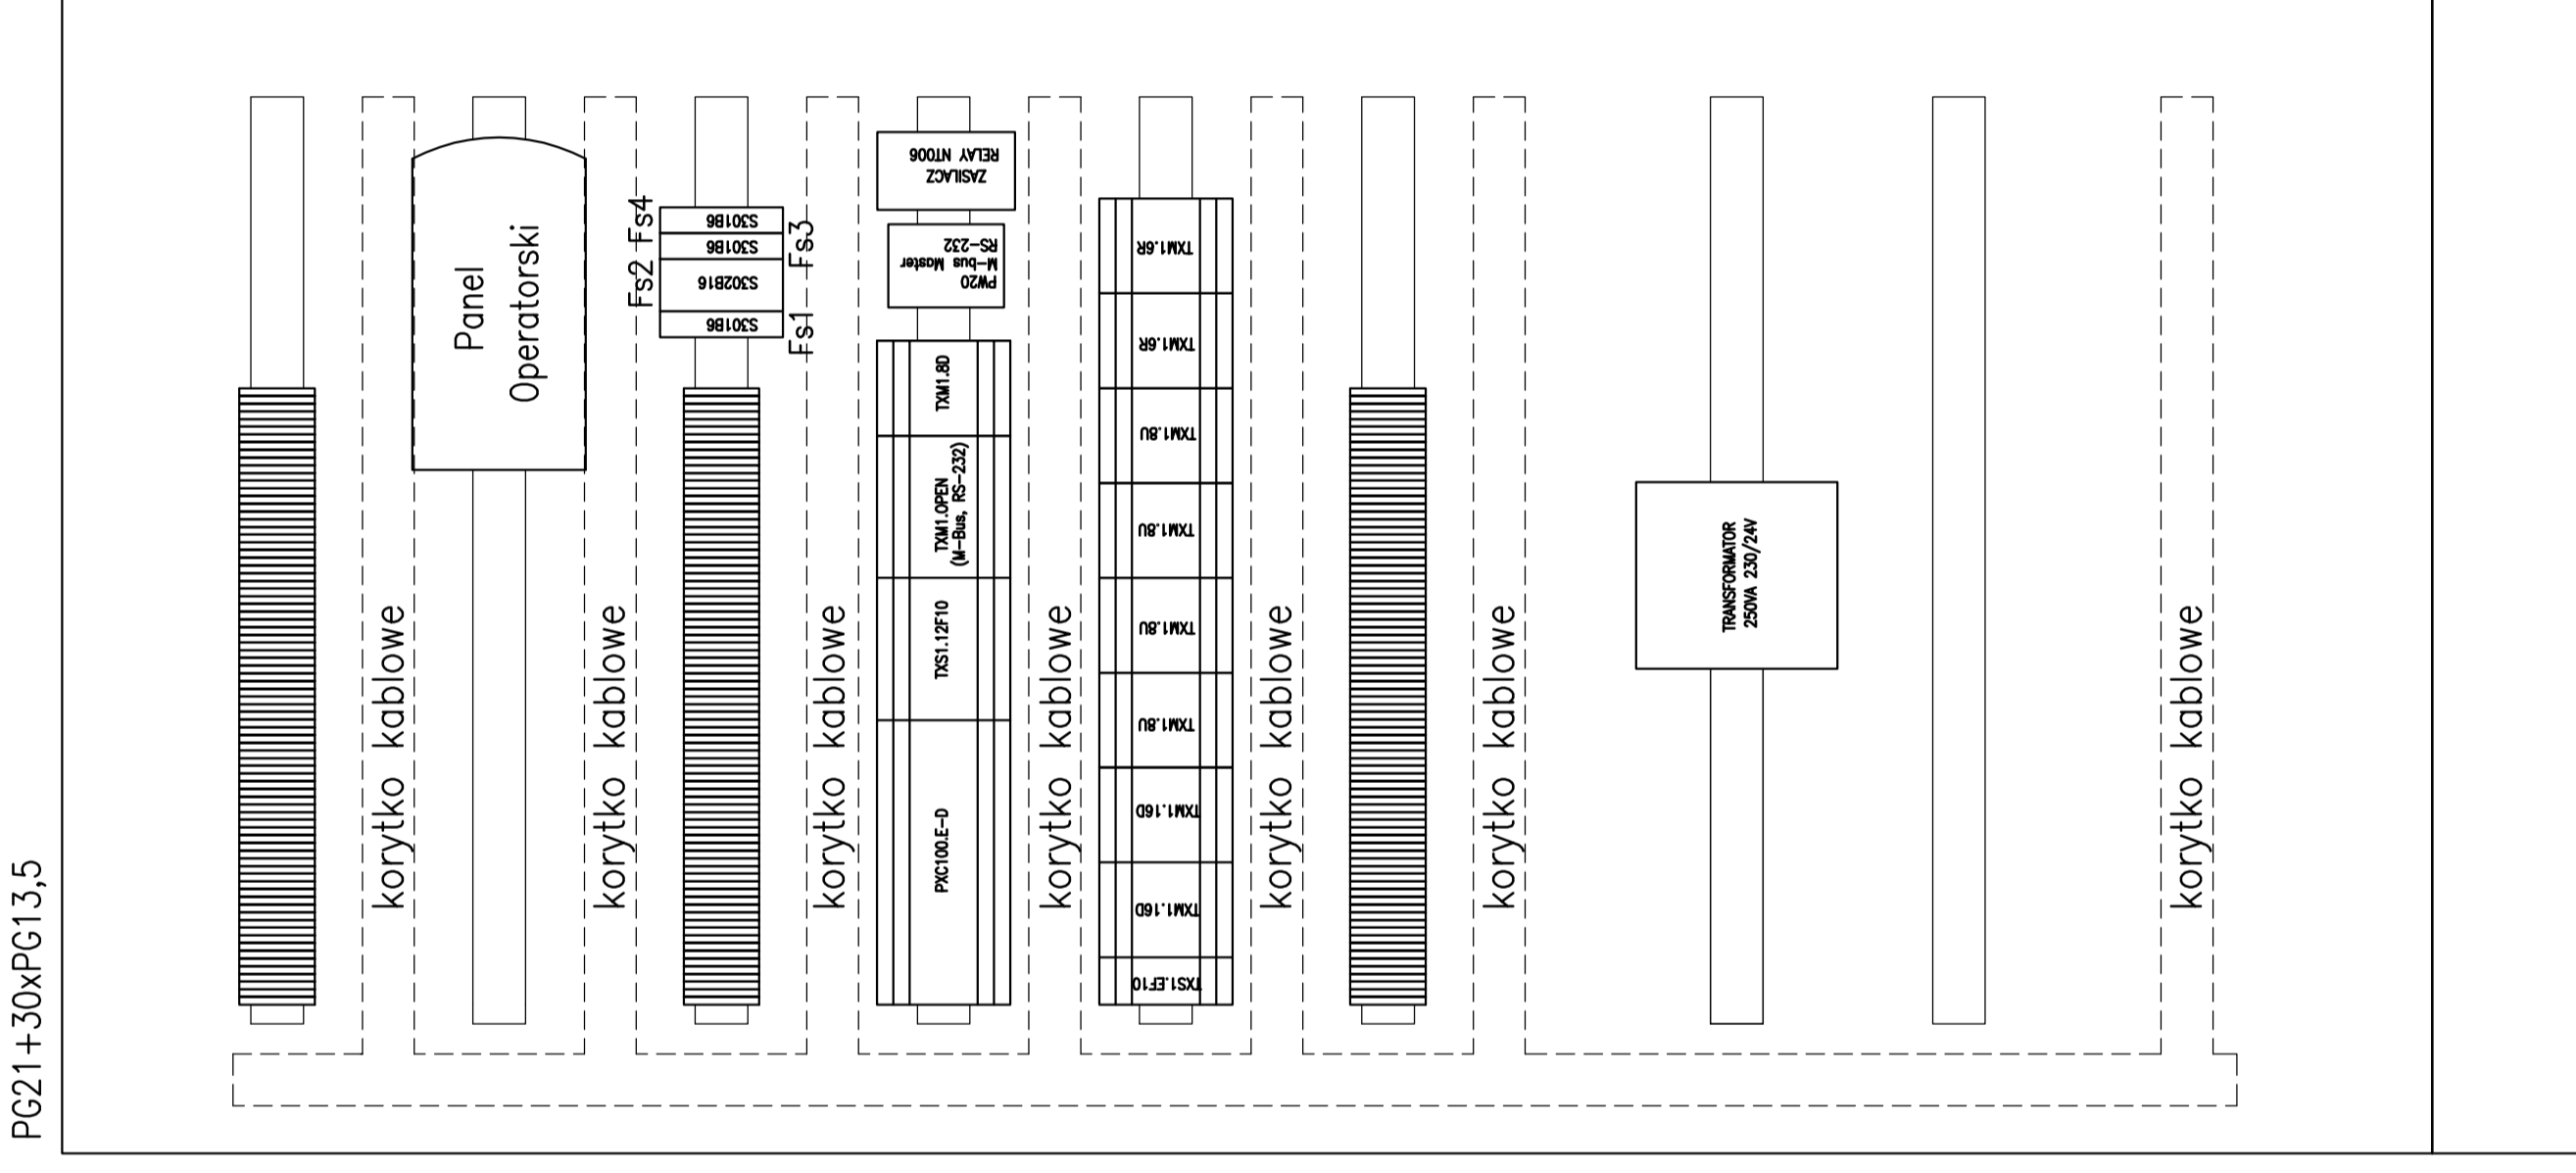 PG21+30xPG13,5
korytko kablowe
Panel
Operatorski
korytko kablowe
Fs2 Fs4
S301B6
S301B6
S302B16
S301B6
Fs1 Fs3
korytko kablowe
RELAY NT006
ZASILACZ
PW20
M-bus Master
RS-232
TXM1.8D
TXM1.OPEN
(M-Bus, RS-232)
TXS1.12F10
PXC100.E-D
korytko kablowe
TXM1.6R
TXM1.6R
TXM1.8U
TXM1.8U
TXM1.8U
TXM1.8U
TXM1.16D
TXM1.16D
TXS1.EF10
korytko kablowe
korytko kablowe
TRANSFORMATOR
250VA 230/24V
korytko kablowe